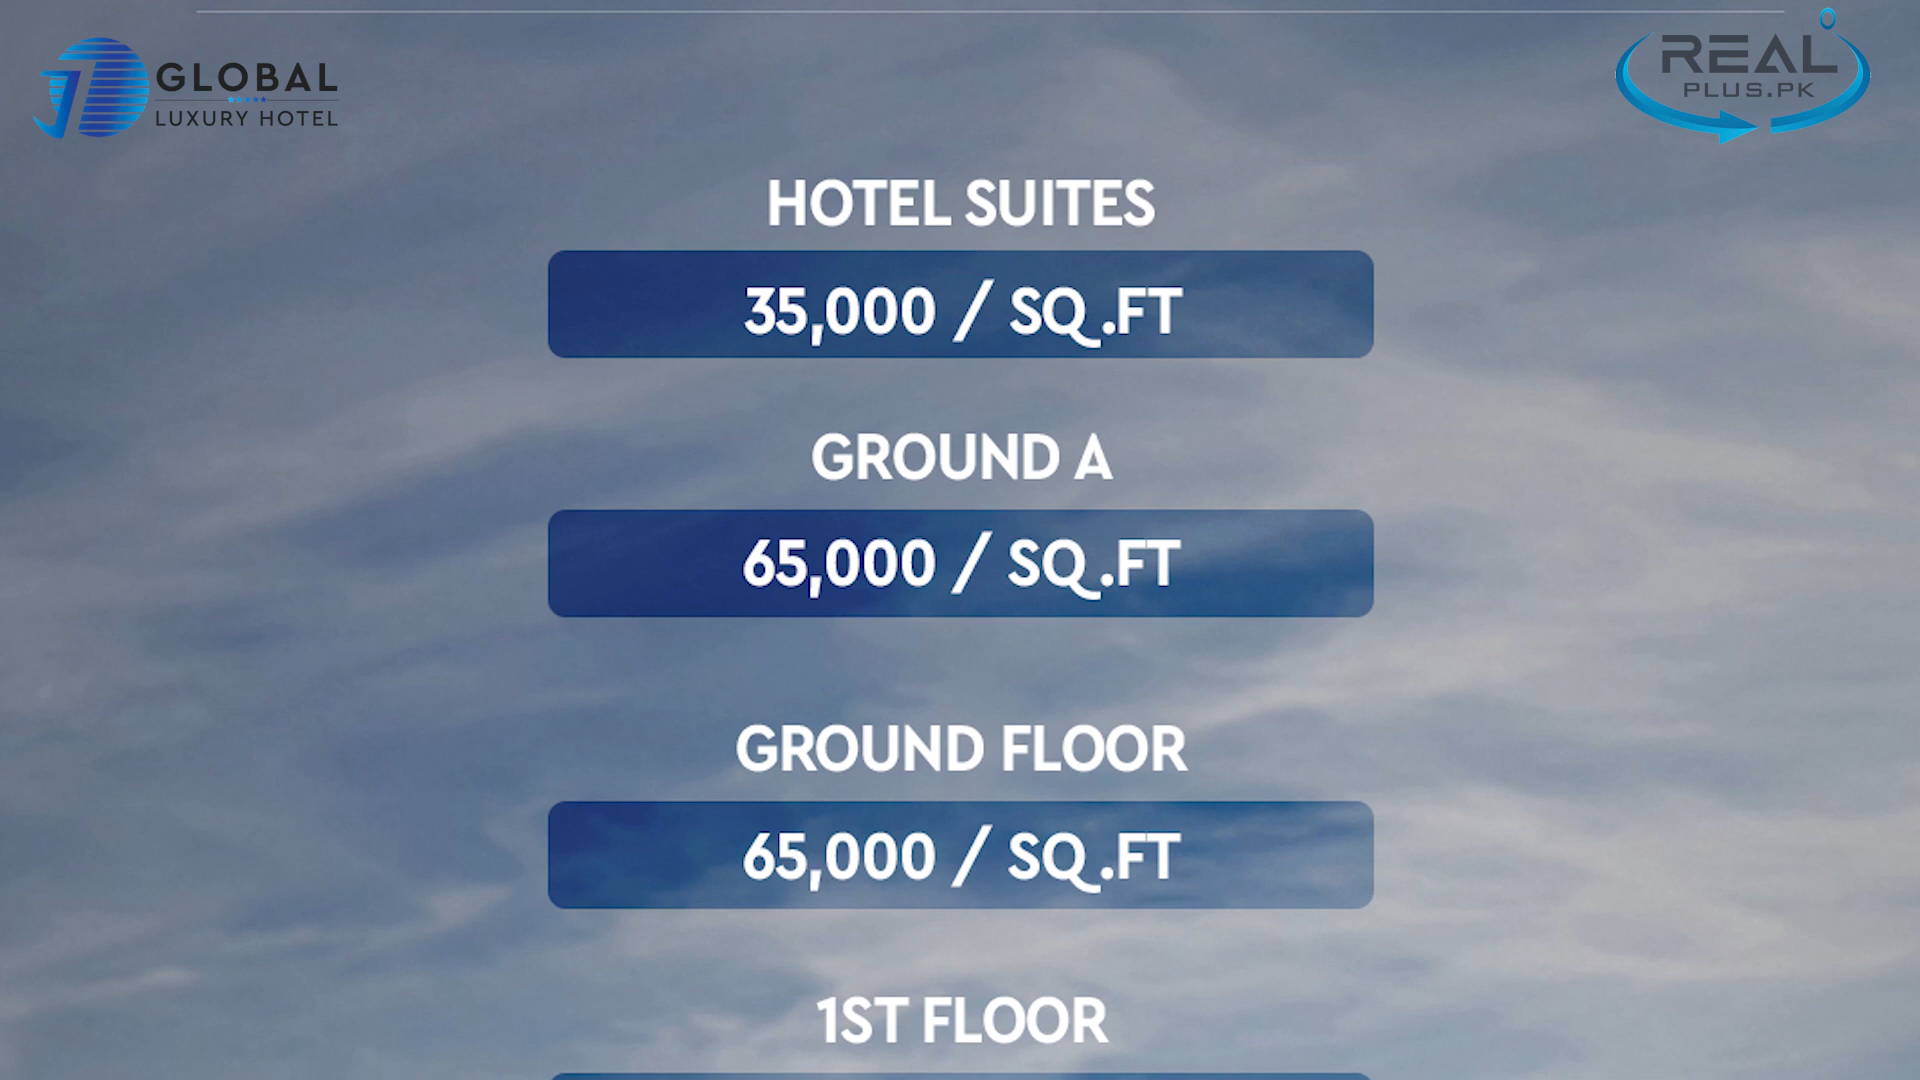 GLOBAL
LUXURY HOTEL
REAL
PLUS.PK
HOTEL SUITES
35,000 / SQ.FT
GROUND A
65,000 / SQ.FT
GROUND FLOOR
65,000 / SQ.FT
1ST FLOOR